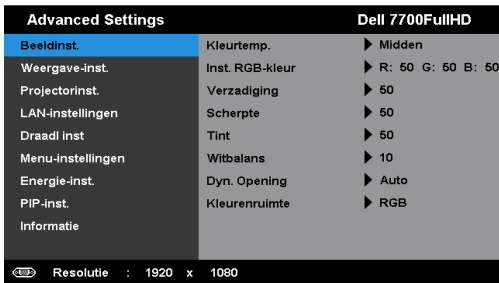 Advanced Settings Dell 7700FullHD
Beeldinst. Kleurtemp. Midden
Weergave-inst. Inst. RGB-kleur R: 50 G: 50 B: 50
Projectorinst. Verzadiging 50
LAN-instellingen Scherpte 50
Draadl inst Tint 50
Menu-instellingen Witbalans 10
Energie-inst. Dyn. Opening Auto
PIP-inst. Kleurenruimte RGB
Informatie
Resolutie : 1920 x 1080